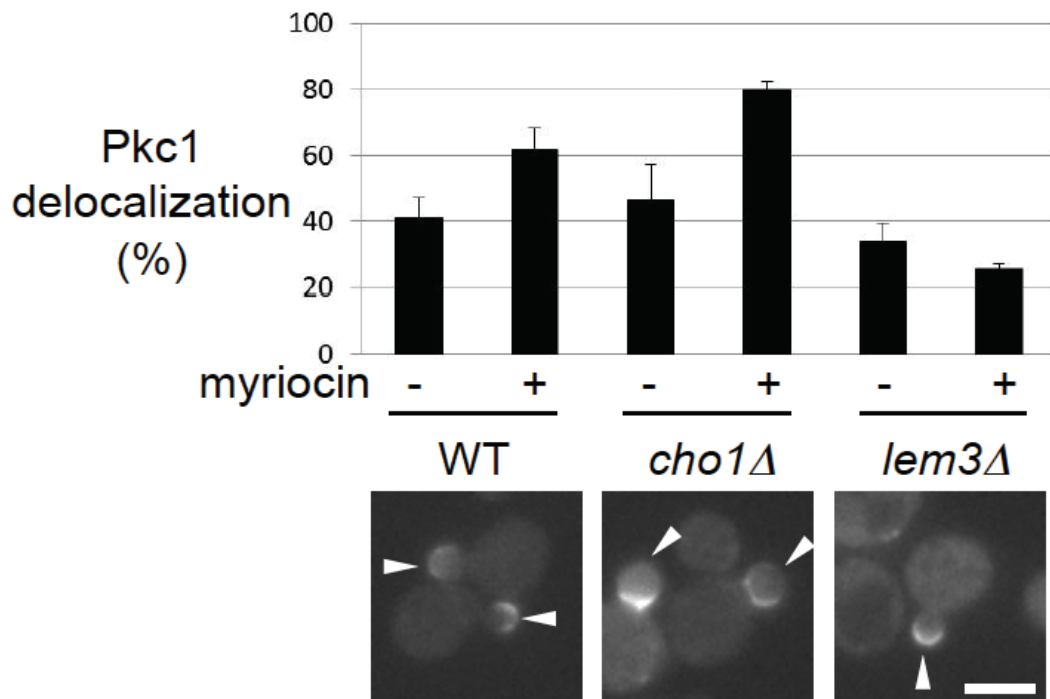 100
80
60
40
20
0
Pkc1
delocalization
(%)
myriocin - + - + - +
WT cho1Δ lem3Δ